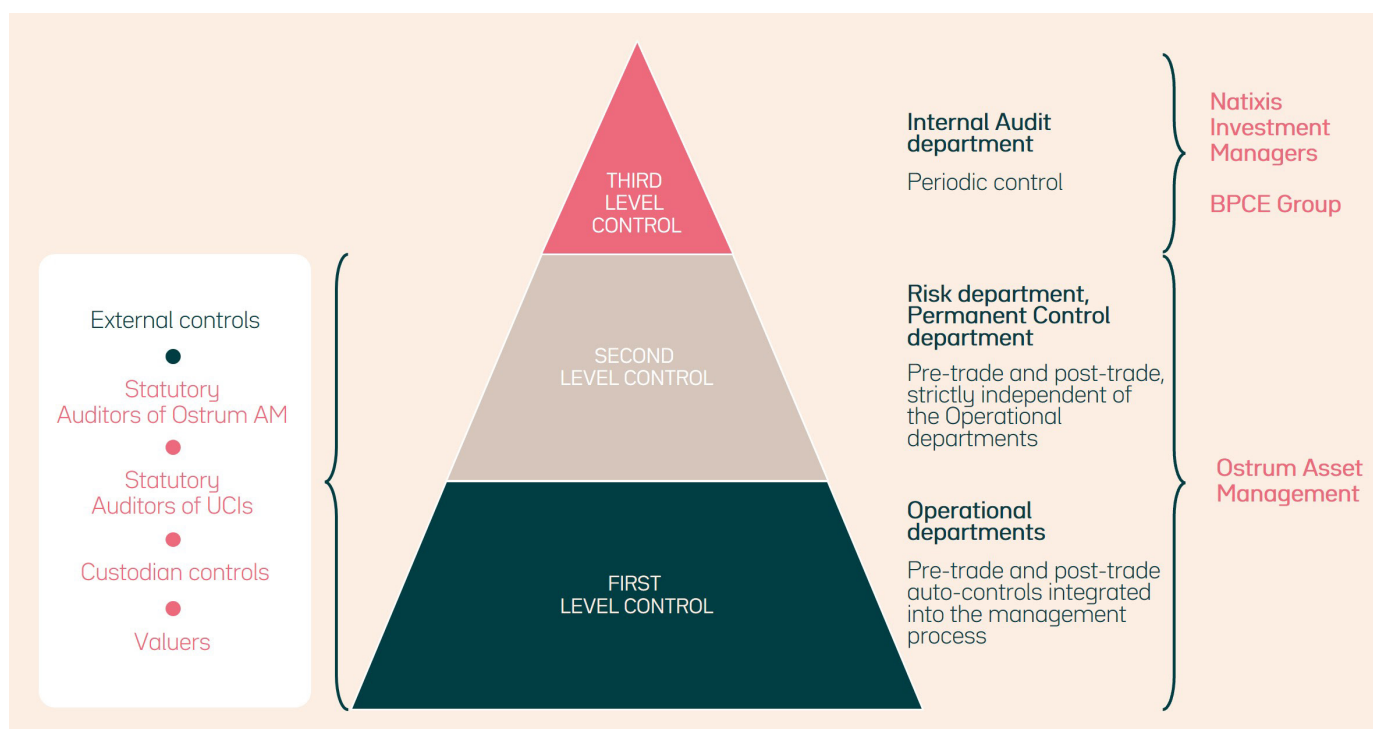 External controls
Statutory
Auditors of Ostrum AM
Statutory
Auditors of UCIs
Custodian controls
Valuers
THIRD
LEVEL
CONTROL
SECOND
LEVEL CONTROL
FIRST
LEVEL CONTROL
Internal Audit
department
Periodic control
Risk department,
Permanent Control
department
Pre-trade and post-trade,
strictly independent of
the Operational
departments
Operational
departments
Pre-trade and post-trade
auto-controls integrated
into the management
process
Natixis
Investment
Managers
BPCE Group
Ostrum Asset
Management